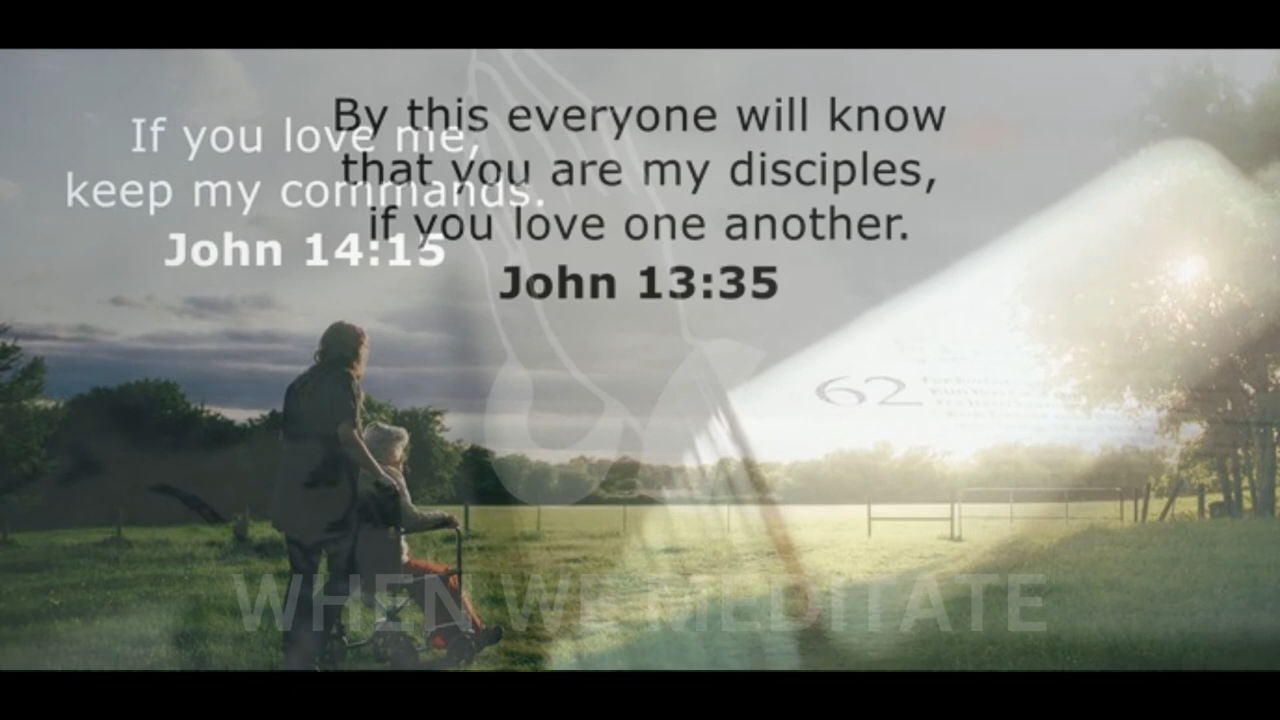 If you love me,
keep my commands.
John 14:15
By this everyone will know
that you are my disciples,
if you love one another.
John 13:35
62
WHEN WE MEDITATE